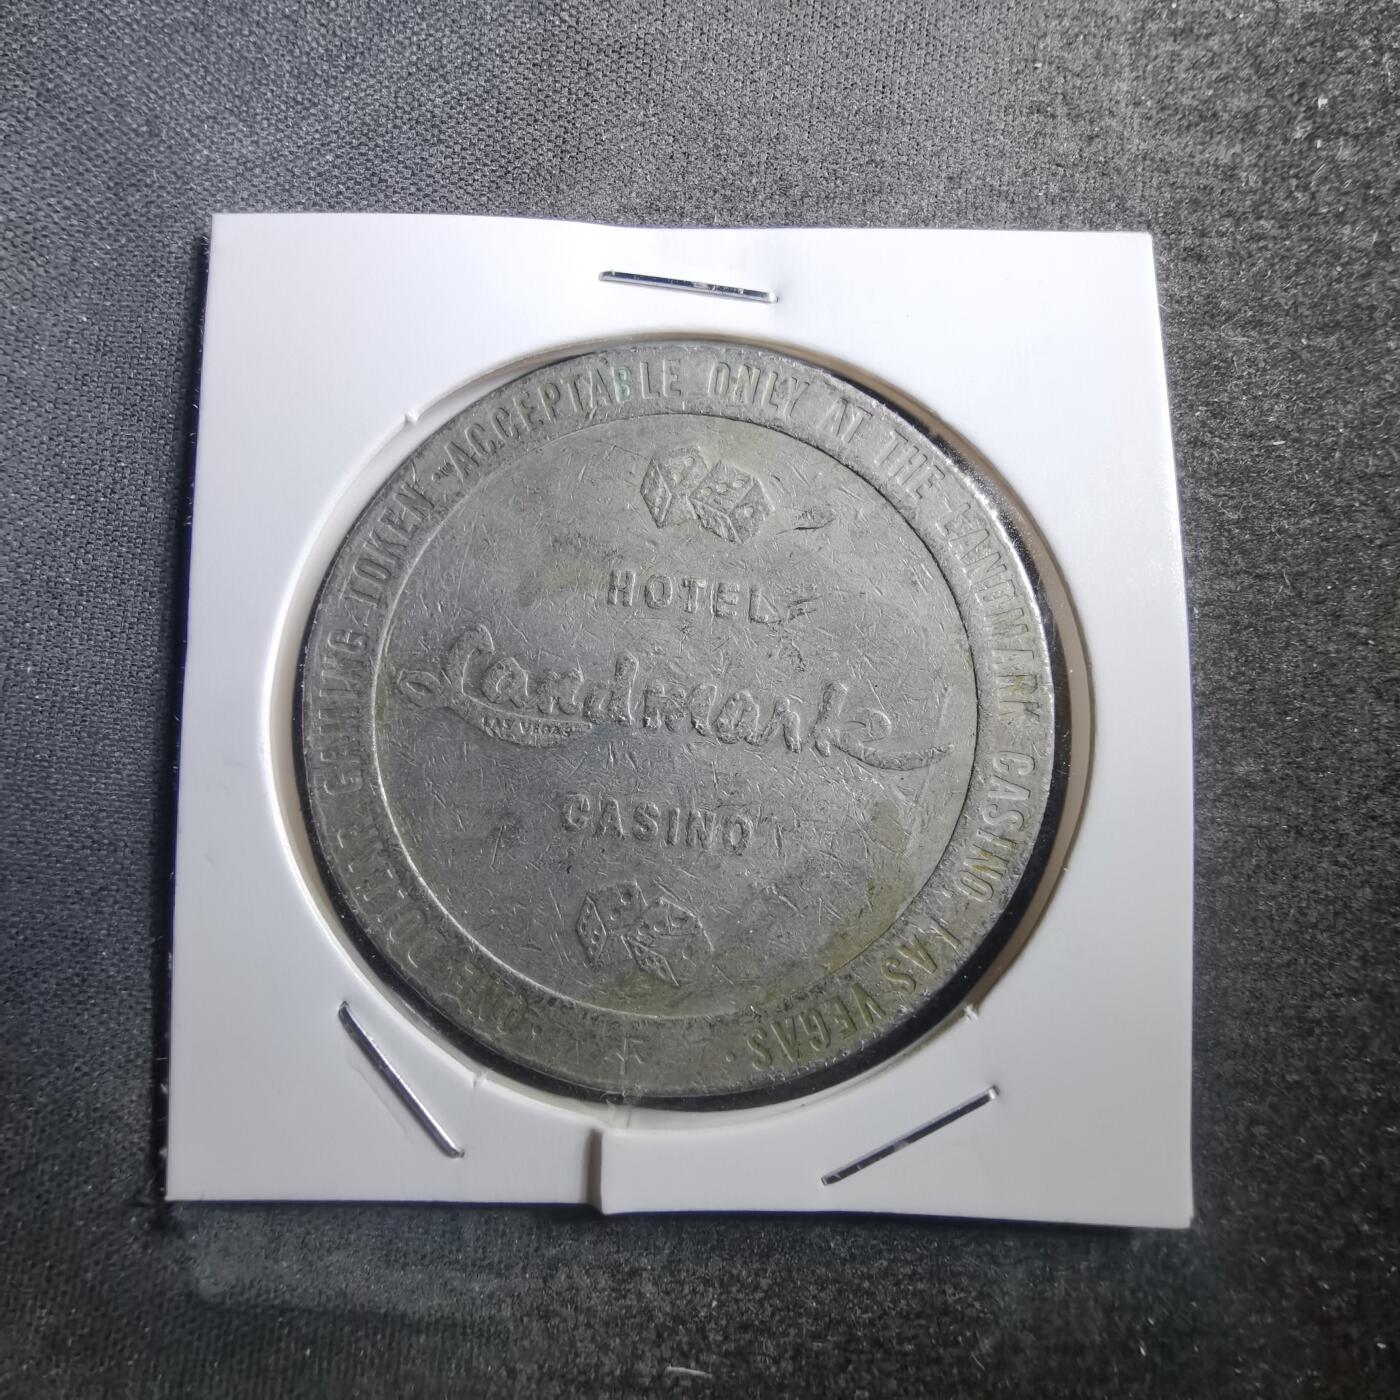 ·ONE DOLLAR GAMING TOKEN-ACCEPTABLE ONLY AT THE LANDMARK CASINO, LAS VEGAS·
HOTEL
Landmark
LAS VEGAS
CASINO